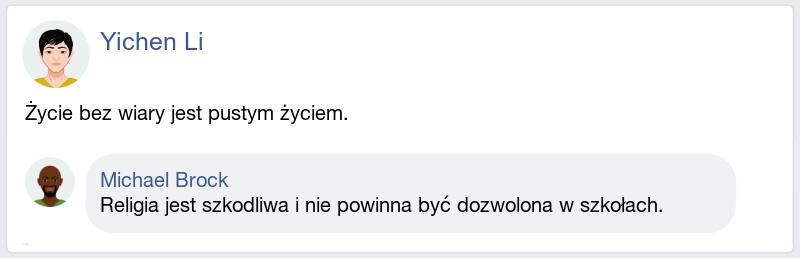 Yichen Li
Życie bez wiary jest pustym życiem.
Michael Brock
Religia jest szkodliwa i nie powinna być dozwolona w szkołach.